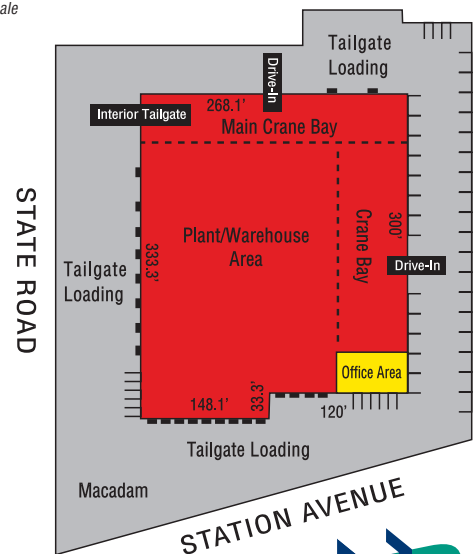 ale
Tailgate
Loading
Drive-In
268.1'
Interior Tailgate
Main Crane Bay
STATE ROAD
Plant/Warehouse
Area
Crane Bay
300'
333.3'
Tailgate
Loading
Drive-In
Office Area
148.1'
33.3'
120'
Tailgate Loading
Macadam
STATION AVENUE